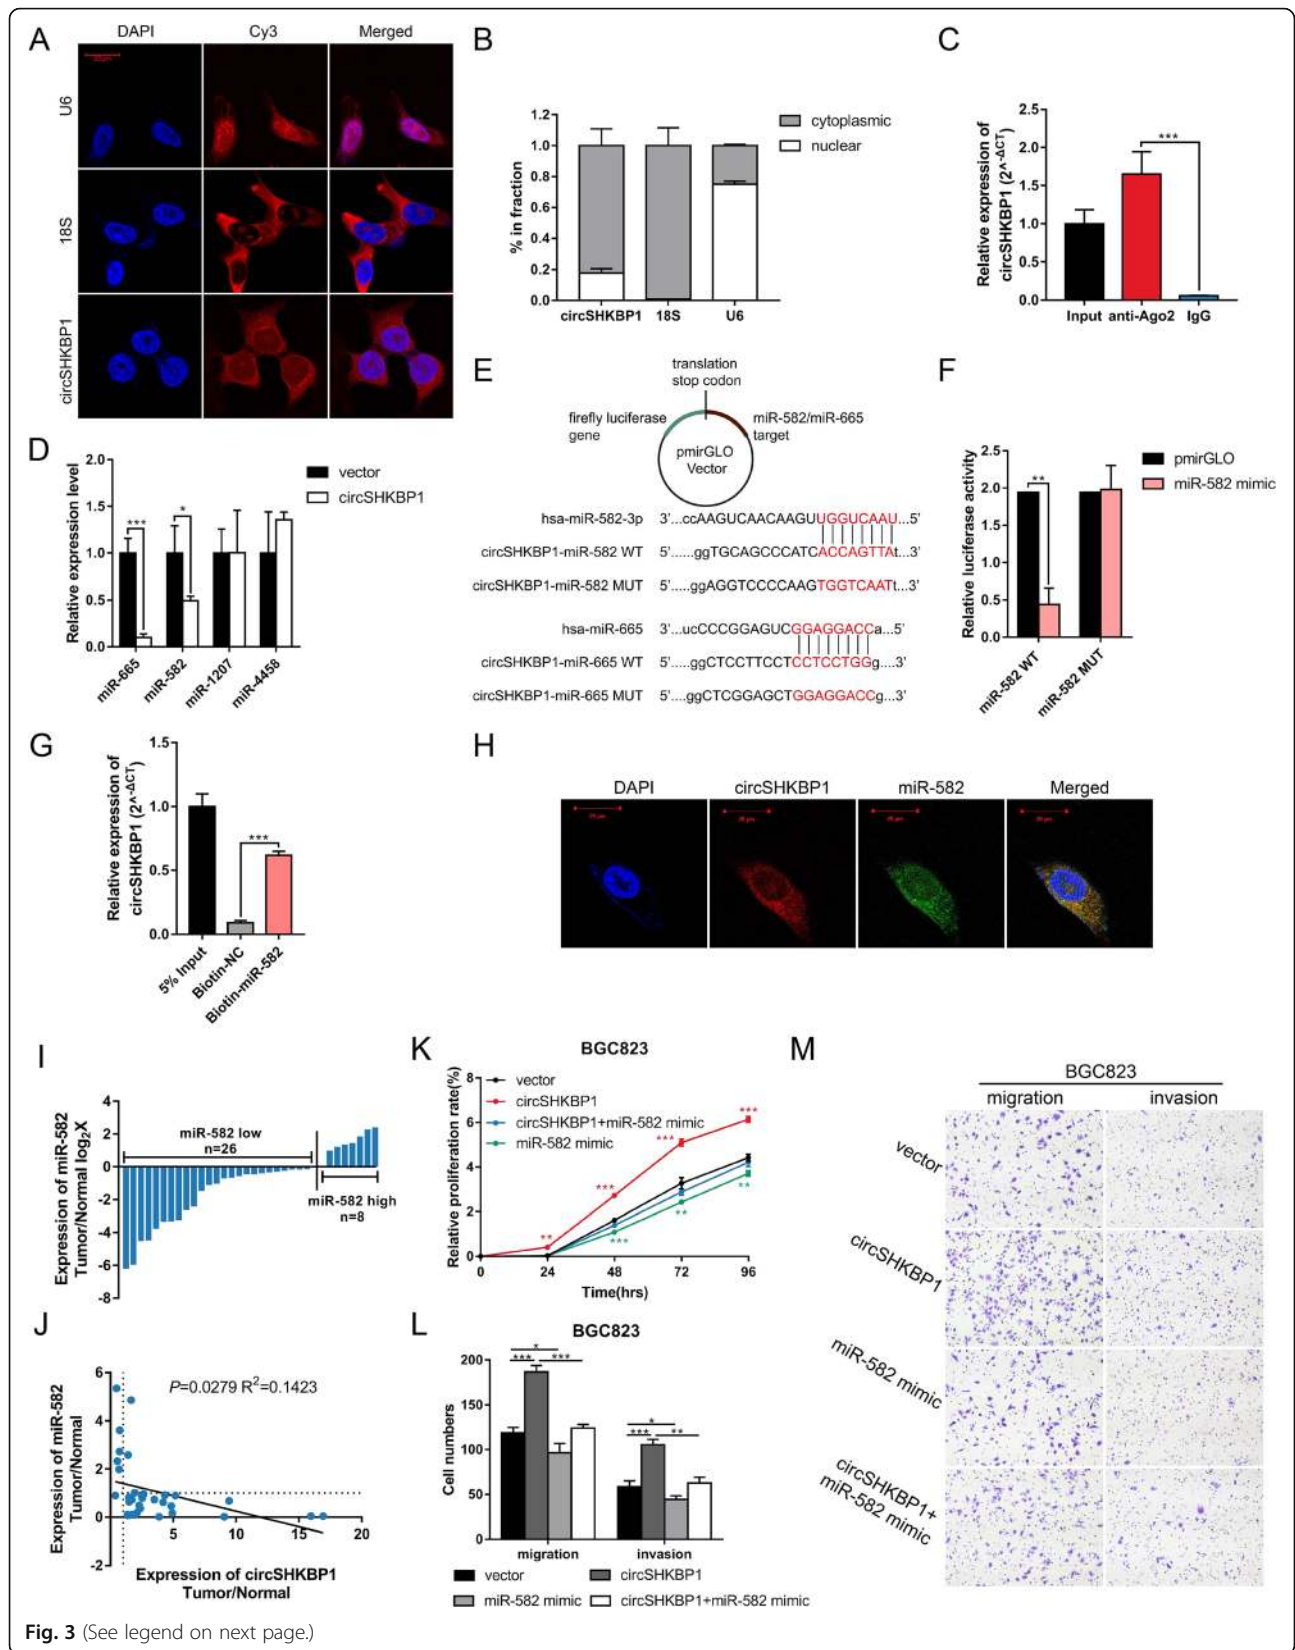 A
DAPI Cy3 Merged
U6
18S
circSHKBP1
B
% in fraction
1.2
1.0
0.8
0.6
0.4
0.2
0.0
circSHKBP1 18S U6
cytoplasmic
nuclear
C
Relative expression of
circSHKBP1 (2^-ΔCT)
2.5
2.0
1.5
1.0
0.5
0.0
***
Input anti-Ago2 IgG
D
Relative expression level
2.0
1.5
1.0
0.5
0.0
*** *
vector
circSHKBP1
miR-665 miR-582 miR-1207 miR-4458
E
translation
stop codon
firefly luciferase
gene
miR-582/miR-665
target
pmirGLO
Vector
hsa-miR-582-3p 3'...ccAAGUCAACAAGUUGGUCAAU...5'
circSHKBP1-miR-582 WT 5'......ggTGCAGCCCATCACCAGTTAt...3'
circSHKBP1-miR-582 MUT 5'.....ggAGGTCCCCAAGTGGTCAATt...3'
hsa-miR-665 3'...ucCCCGGAGUCGGAGGACCa...5'
circSHKBP1-miR-665 WT 5'.....ggCTCCTTCCTCCTCCTGGg....3'
circSHKBP1-miR-665 MUT 5'....ggCTCGGAGCTGGAGGACCg...3'
F
Relative luciferase activity
2.5
2.0
1.5
1.0
0.5
0.0
**
pmirGLO
miR-582 mimic
miR-582 WT miR-582 MUT
G
Relative expression of
circSHKBP1 (2^-ΔCT)
1.5
1.0
0.5
0.0
***
5% Input Biotin-NC Biotin-miR-582
H
DAPI circSHKBP1 miR-582 Merged
I
Expression of miR-582
Tumor/Normal log2X
4
2
0
-2
-4
-6
-8
miR-582 low
n=26
miR-582 high
n=8
J
Expression of miR-582
Tumor/Normal
6
4
2
0
-2
P=0.0279 R²=0.1423
5 10 15 20
Expression of circSHKBP1
Tumor/Normal
K
BGC823
Relative proliferation rate(%)
8
6
4
2
0
vector
circSHKBP1
circSHKBP1+miR-582 mimic
miR-582 mimic
** *** *** ***
*** ** **
0 24 48 72 96
Time(hrs)
L
BGC823
Cell numbers
200
150
100
50
0
*
*** ***
*
*** **
migration invasion
vector circSHKBP1
miR-582 mimic circSHKBP1+miR-582 mimic
M
BGC823
migration invasion
vector
circSHKBP1
miR-582 mimic
circSHKBP1+
miR-582 mimic
Fig. 3 (See legend on next page.)